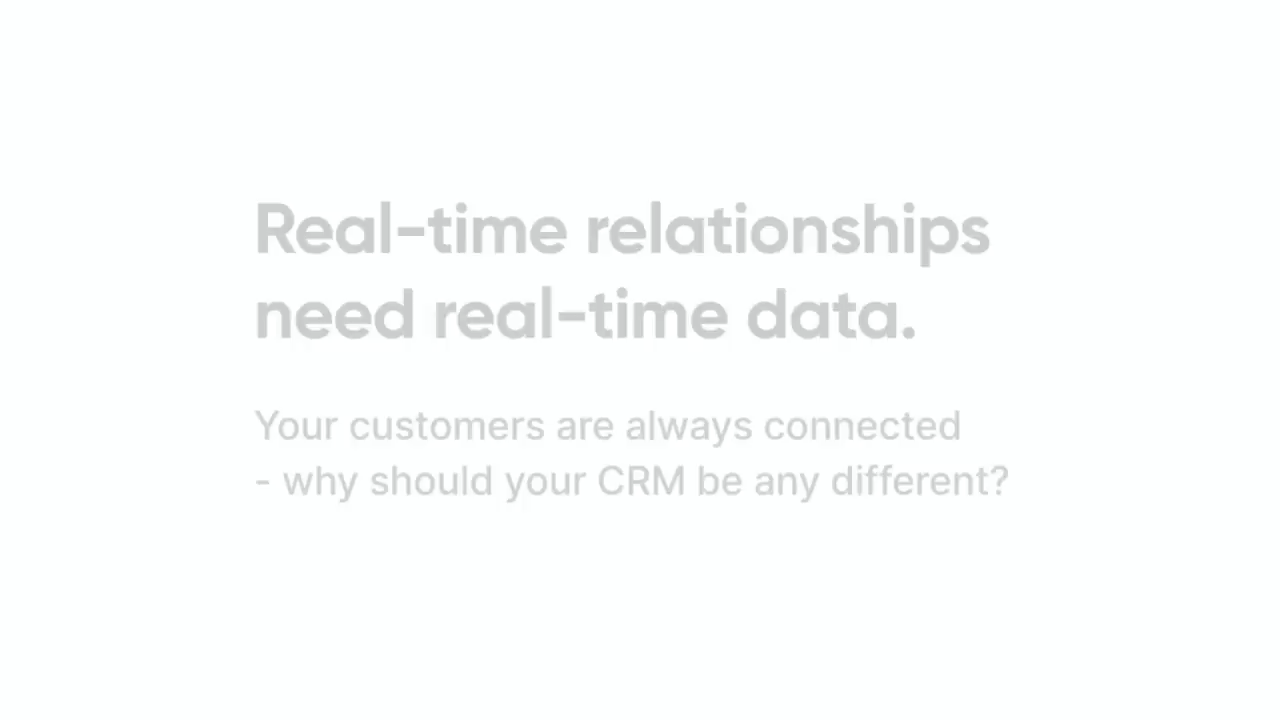 Real-time relationships
need real-time data.
Your customers are always connected
- why should your CRM be any different?